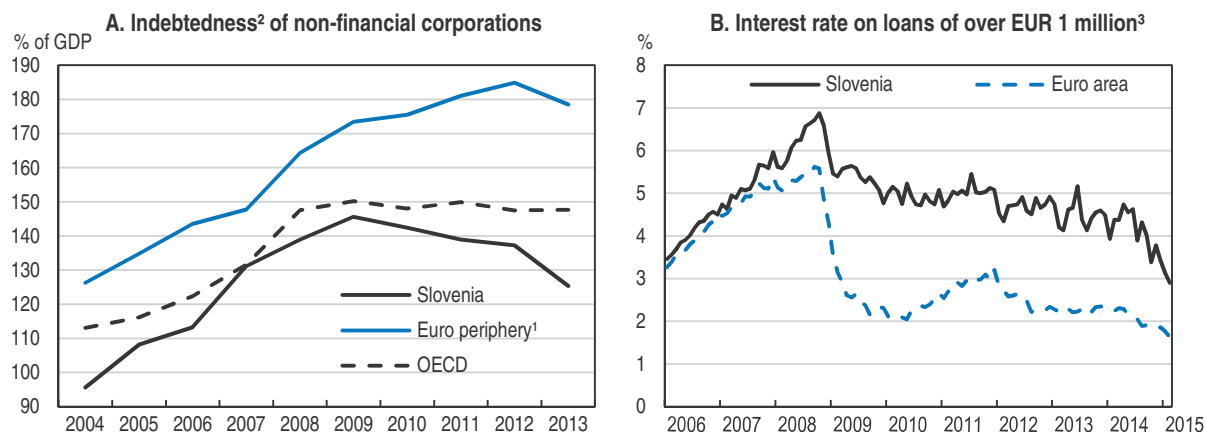 A. Indebtedness² of non-financial corporations
% of GDP
190
180
170
160
150
140
130
120
110
100
90
Slovenia
Euro periphery¹
OECD
2004 2005 2006 2007 2008 2009 2010 2011 2012 2013
B. Interest rate on loans of over EUR 1 million³
%
8
7
6
5
4
3
2
1
0
Slovenia Euro area
2006 2007 2008 2009 2010 2011 2012 2013 2014 2015